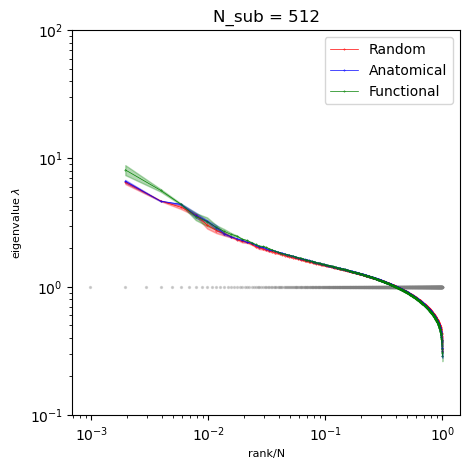 N_sub = 512
Random
Anatomical
Functional
10²
10¹
10⁰
10⁻¹
eigenvalue λ
10⁻³
10⁻²
10⁻¹
10⁰
rank/N